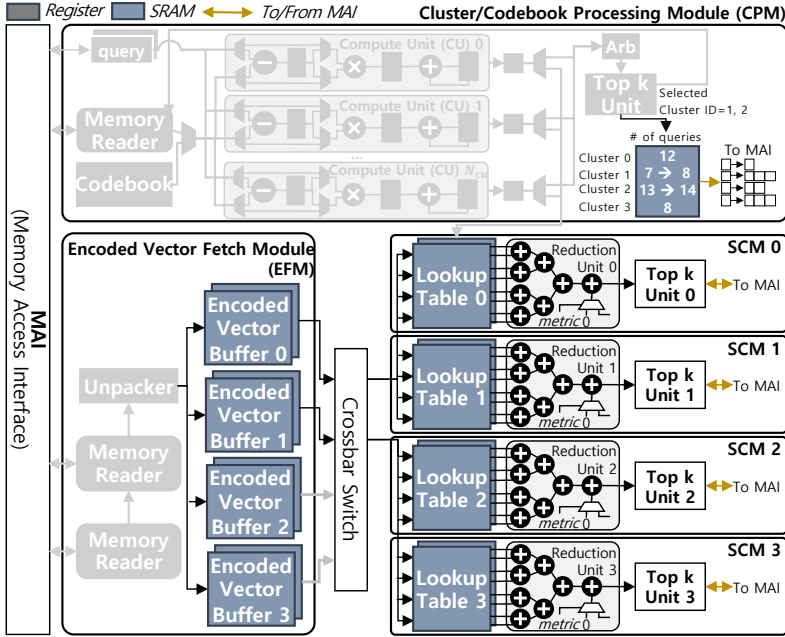 Register
SRAM
To/From MAI
Cluster/Codebook Processing Module (CPM)
query
Memory
Reader
Codebook
Compute Unit (CU) 0
Compute Unit (CU) 1
...
Compute Unit (CU) N_cu
Arb
Top k
Unit
Selected
Cluster ID=1, 2
# of queries
To MAI
Cluster 0
12
Cluster 1
7 → 8
Cluster 2
13 → 14
Cluster 3
8
MAI
(Memory Access Interface)
Encoded Vector Fetch Module
(EFM)
Encoded
Vector
Buffer 0
Encoded
Vector
Buffer 1
Encoded
Vector
Buffer 2
Encoded
Vector
Buffer 3
Unpacker
Memory
Reader
Memory
Reader
Crossbar Switch
SCM 0
Lookup
Table 0
Reduction
Unit 0
metric 0
Top k
Unit 0
To MAI
SCM 1
Lookup
Table 1
Reduction
Unit 1
metric 0
Top k
Unit 1
To MAI
SCM 2
Lookup
Table 2
Reduction
Unit 2
metric 0
Top k
Unit 2
To MAI
SCM 3
Lookup
Table 3
Reduction
Unit 3
metric 0
Top k
Unit 3
To MAI